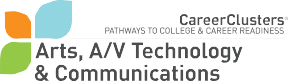 CareerClusters®
PATHWAYS TO COLLEGE & CAREER READINESS
Arts, A/V Technology
& Communications